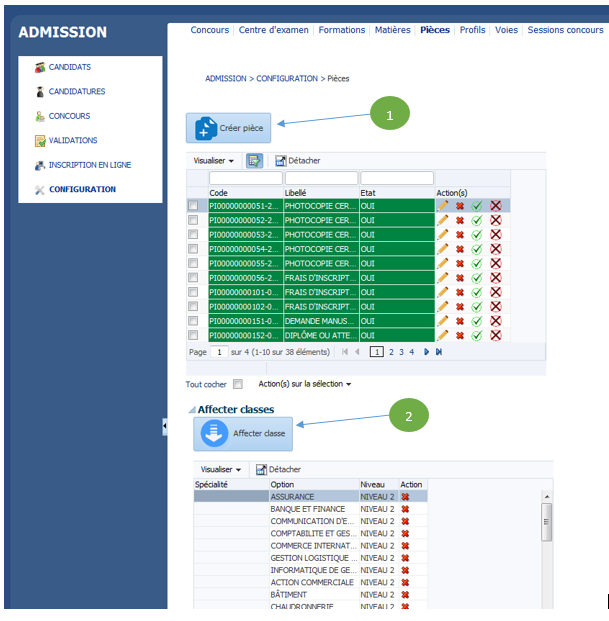 ADMISSION
Concours Centre d'examen Formations Matières Pièces Profils Voies Sessions concours
CANDIDATS
CANDIDATURES
CONCOURS
VALIDATIONS
INSCRIPTION EN LIGNE
CONFIGURATION
ADMISSION > CONFIGURATION > Pièces
Créer pièce
1
Visualiser Détacher
Code Libellé Etat Action(s)
PI00000000051-2... PHOTOCOPIE CER... OUI
PI00000000052-2... PHOTOCOPIE CER... OUI
PI00000000053-2... PHOTOCOPIE CER... OUI
PI00000000054-2... PHOTOCOPIE CER... OUI
PI00000000055-2... PHOTOCOPIE CER... OUI
PI00000000056-2... FRAIS D'INSCRIPT... OUI
PI00000000101-0... FRAIS D'INSCRIPT... OUI
PI00000000102-0... FRAIS D'INSCRIPT... OUI
PI00000000151-0... DEMANDE MANUS... OUI
PI00000000152-0... DIPLÔME OU ATTE... OUI
Page 1 sur 4 (1-10 sur 38 éléments) 1 2 3 4
Tout cocher Action(s) sur la sélection
Affecter classes
2
Affecter classe
Visualiser Détacher
Spécialité Option Niveau Action
ASSURANCE NIVEAU 2
BANQUE ET FINANCE NIVEAU 2
COMMUNICATION D'E... NIVEAU 2
COMPTABILITE ET GES... NIVEAU 2
COMMERCE INTERNAT... NIVEAU 2
GESTION LOGISTIQUE ... NIVEAU 2
INFORMATIQUE DE GE... NIVEAU 2
ACTION COMMERCIALE NIVEAU 2
BÂTIMENT NIVEAU 2
CHAUDRONNERIE NIVEAU 2